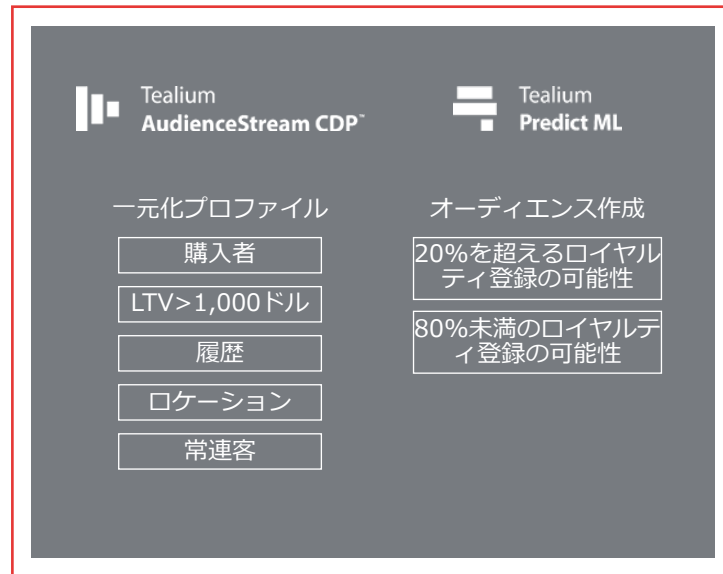 Tealium
AudienceStream CDP™
Tealium
Predict ML
一元化プロファイル
購入者
LTV>1,000ドル
履歴
ロケーション
常連客
オーディエンス作成
20%を超えるロイヤル
ティ登録の可能性
80%未満のロイヤルテ
ィ登録の可能性